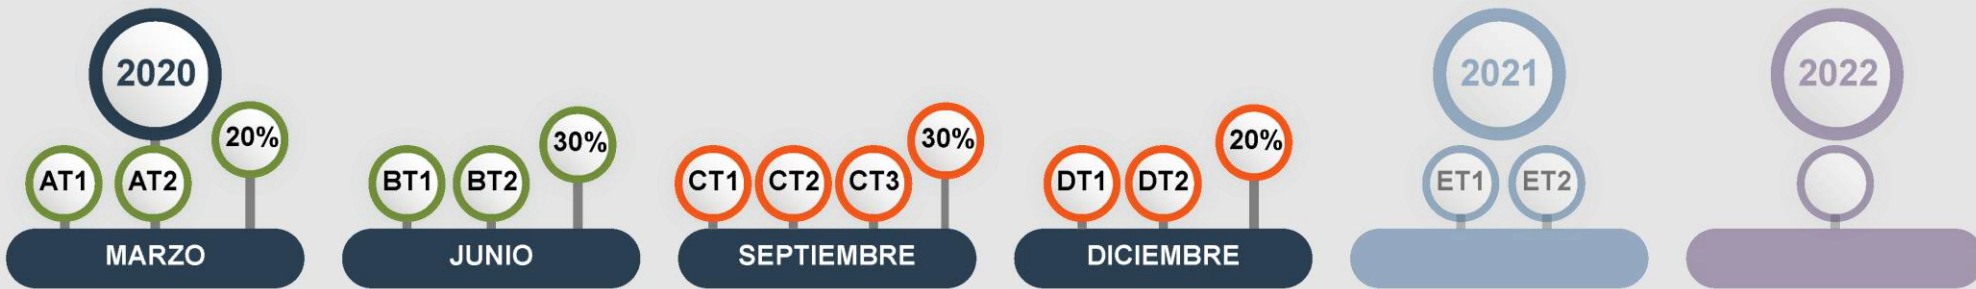 2020
2021
2022
20%
30%
30%
20%
AT1
AT2
BT1
BT2
CT1
CT2
CT3
DT1
DT2
ET1
ET2
MARZO
JUNIO
SEPTIEMBRE
DICIEMBRE